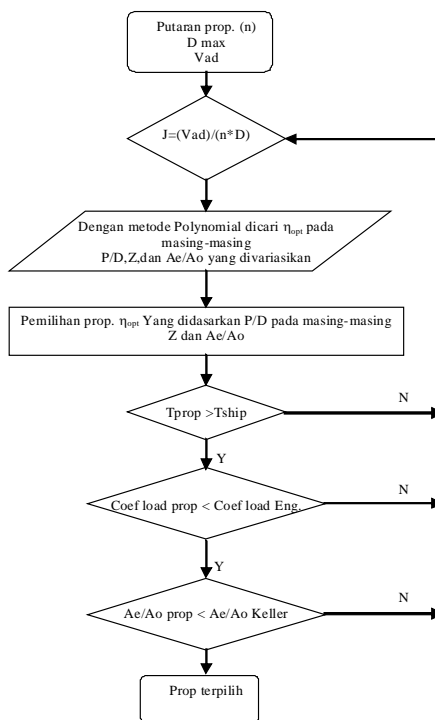 Putaran prop. (n)
D max
Vad
J=(Vad)/(n*D)
Dengan metode Polynomial dicari ηopt pada
masing-masing
P/D,Z,dan Ae/Ao yang divariasikan
Pemilihan prop. ηopt Yang didasarkan P/D pada masing-masing
Z dan Ae/Ao
Tprop >Tship
N
Y
Coef load prop < Coef load Eng.
N
Y
Ae/Ao prop < Ae/Ao Keller
N
Prop terpilih